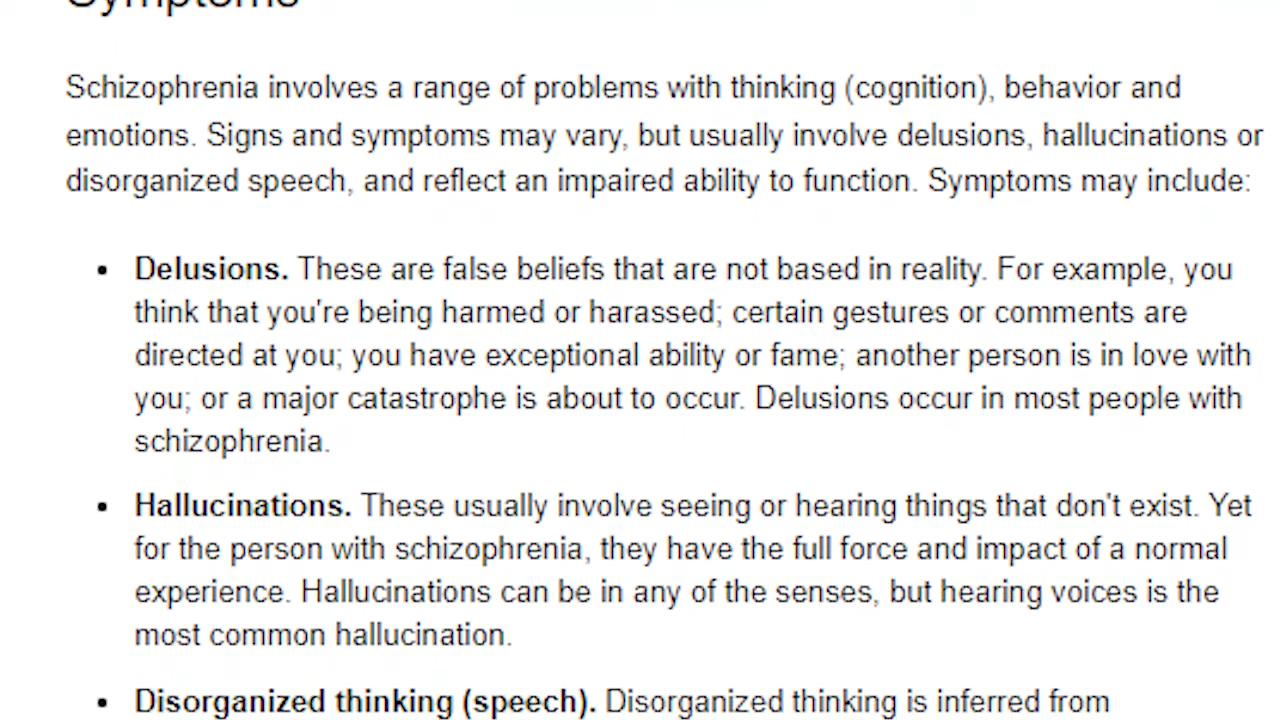 Symptoms
Schizophrenia involves a range of problems with thinking (cognition), behavior and
emotions. Signs and symptoms may vary, but usually involve delusions, hallucinations or
disorganized speech, and reflect an impaired ability to function. Symptoms may include:
• Delusions. These are false beliefs that are not based in reality. For example, you
think that you're being harmed or harassed; certain gestures or comments are
directed at you; you have exceptional ability or fame; another person is in love with
you; or a major catastrophe is about to occur. Delusions occur in most people with
schizophrenia.
• Hallucinations. These usually involve seeing or hearing things that don't exist. Yet
for the person with schizophrenia, they have the full force and impact of a normal
experience. Hallucinations can be in any of the senses, but hearing voices is the
most common hallucination.
• Disorganized thinking (speech). Disorganized thinking is inferred from